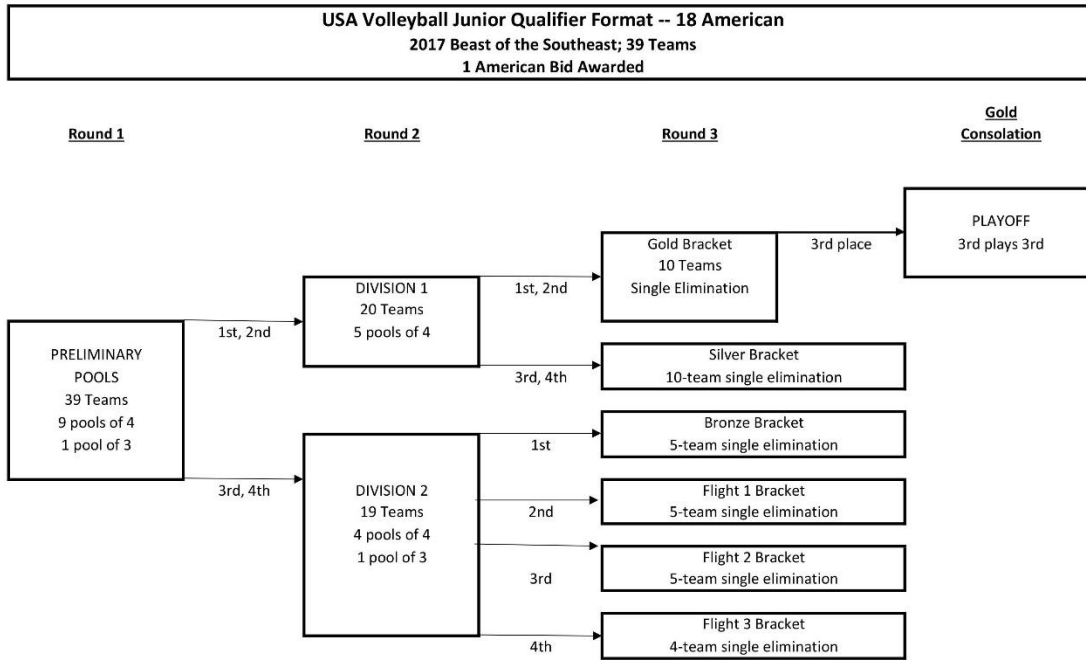 USA Volleyball Junior Qualifier Format -- 18 American
2017 Beast of the Southeast; 39 Teams
1 American Bid Awarded
Round 1
Round 2
Round 3
Gold
Consolation
PRELIMINARY
POOLS
39 Teams
9 pools of 4
1 pool of 3
1st, 2nd
3rd, 4th
DIVISION 1
20 Teams
5 pools of 4
1st, 2nd
3rd, 4th
DIVISION 2
19 Teams
4 pools of 4
1 pool of 3
1st
2nd
3rd
4th
Gold Bracket
10 Teams
Single Elimination
3rd place
PLAYOFF
3rd plays 3rd
Silver Bracket
10-team single elimination
Bronze Bracket
5-team single elimination
Flight 1 Bracket
5-team single elimination
Flight 2 Bracket
5-team single elimination
Flight 3 Bracket
4-team single elimination